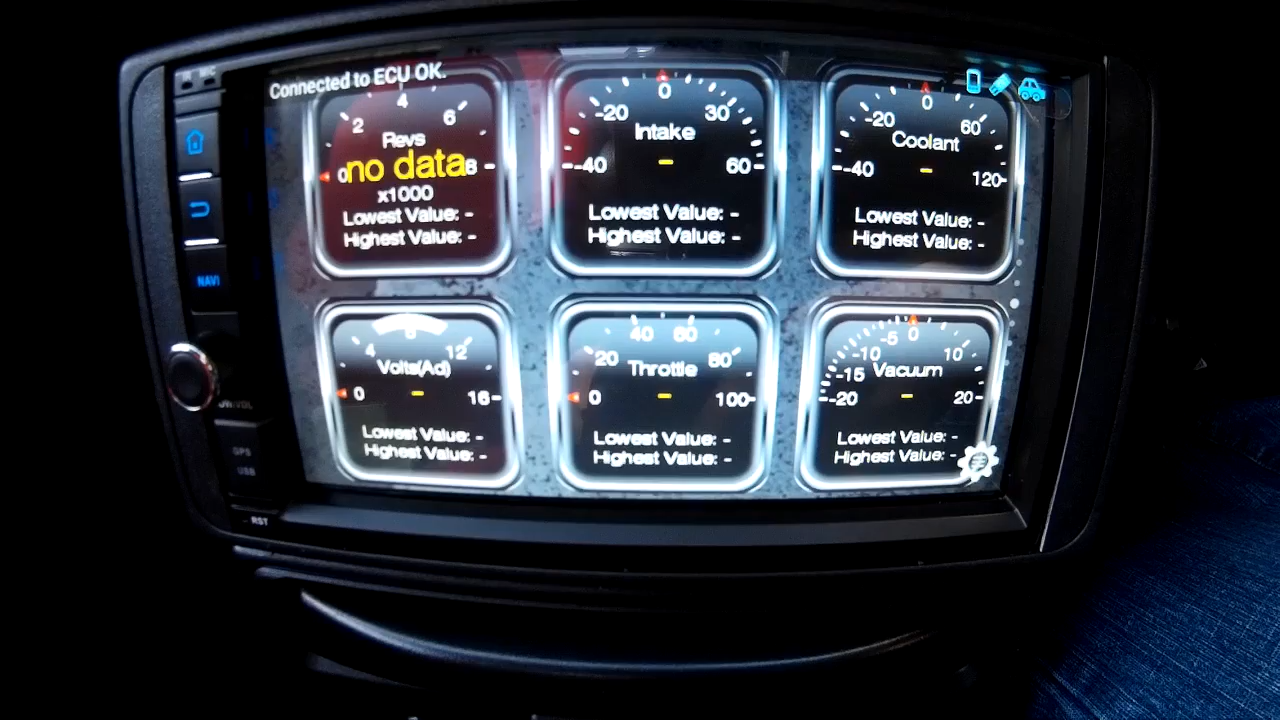 MIC
Connected to ECU OK.
0 2 4 6 8
Revs
no data
x1000
Lowest Value: -
Highest Value: -
-40 -20 0 30 60
Intake
-
Lowest Value: -
Highest Value: -
-40 -20 0 60 120
Coolant
-
Lowest Value: -
Highest Value: -
NAVI
0 4 8 12 16
Volts(Ad)
-
Lowest Value: -
Highest Value: -
0 20 40 60 80 100
Throttle
-
Lowest Value: -
Highest Value: -
-20 -15 -10 -5 0 10 20
Vacuum
-
Lowest Value: -
Highest Value: -
GPS
USB
RST